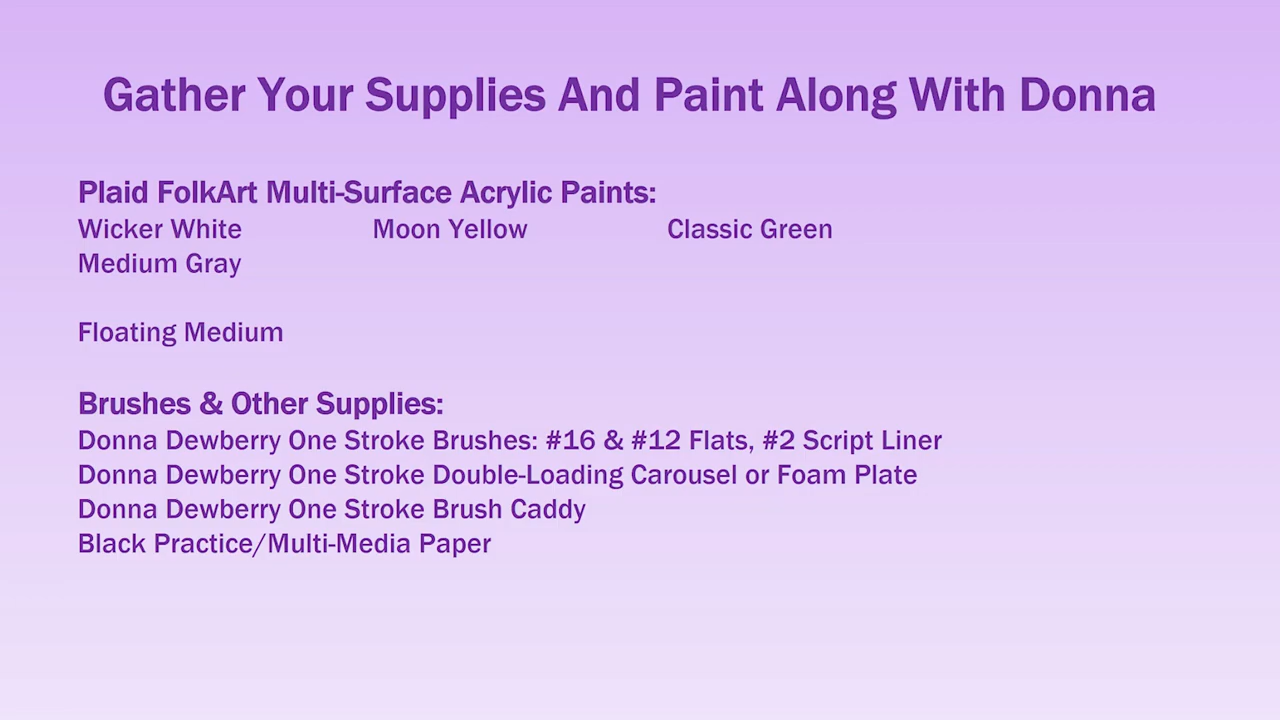 Gather Your Supplies And Paint Along With Donna
Plaid FolkArt Multi-Surface Acrylic Paints:
Wicker White Moon Yellow Classic Green
Medium Gray
Floating Medium
Brushes & Other Supplies:
Donna Dewberry One Stroke Brushes: #16 & #12 Flats, #2 Script Liner
Donna Dewberry One Stroke Double-Loading Carousel or Foam Plate
Donna Dewberry One Stroke Brush Caddy
Black Practice/Multi-Media Paper